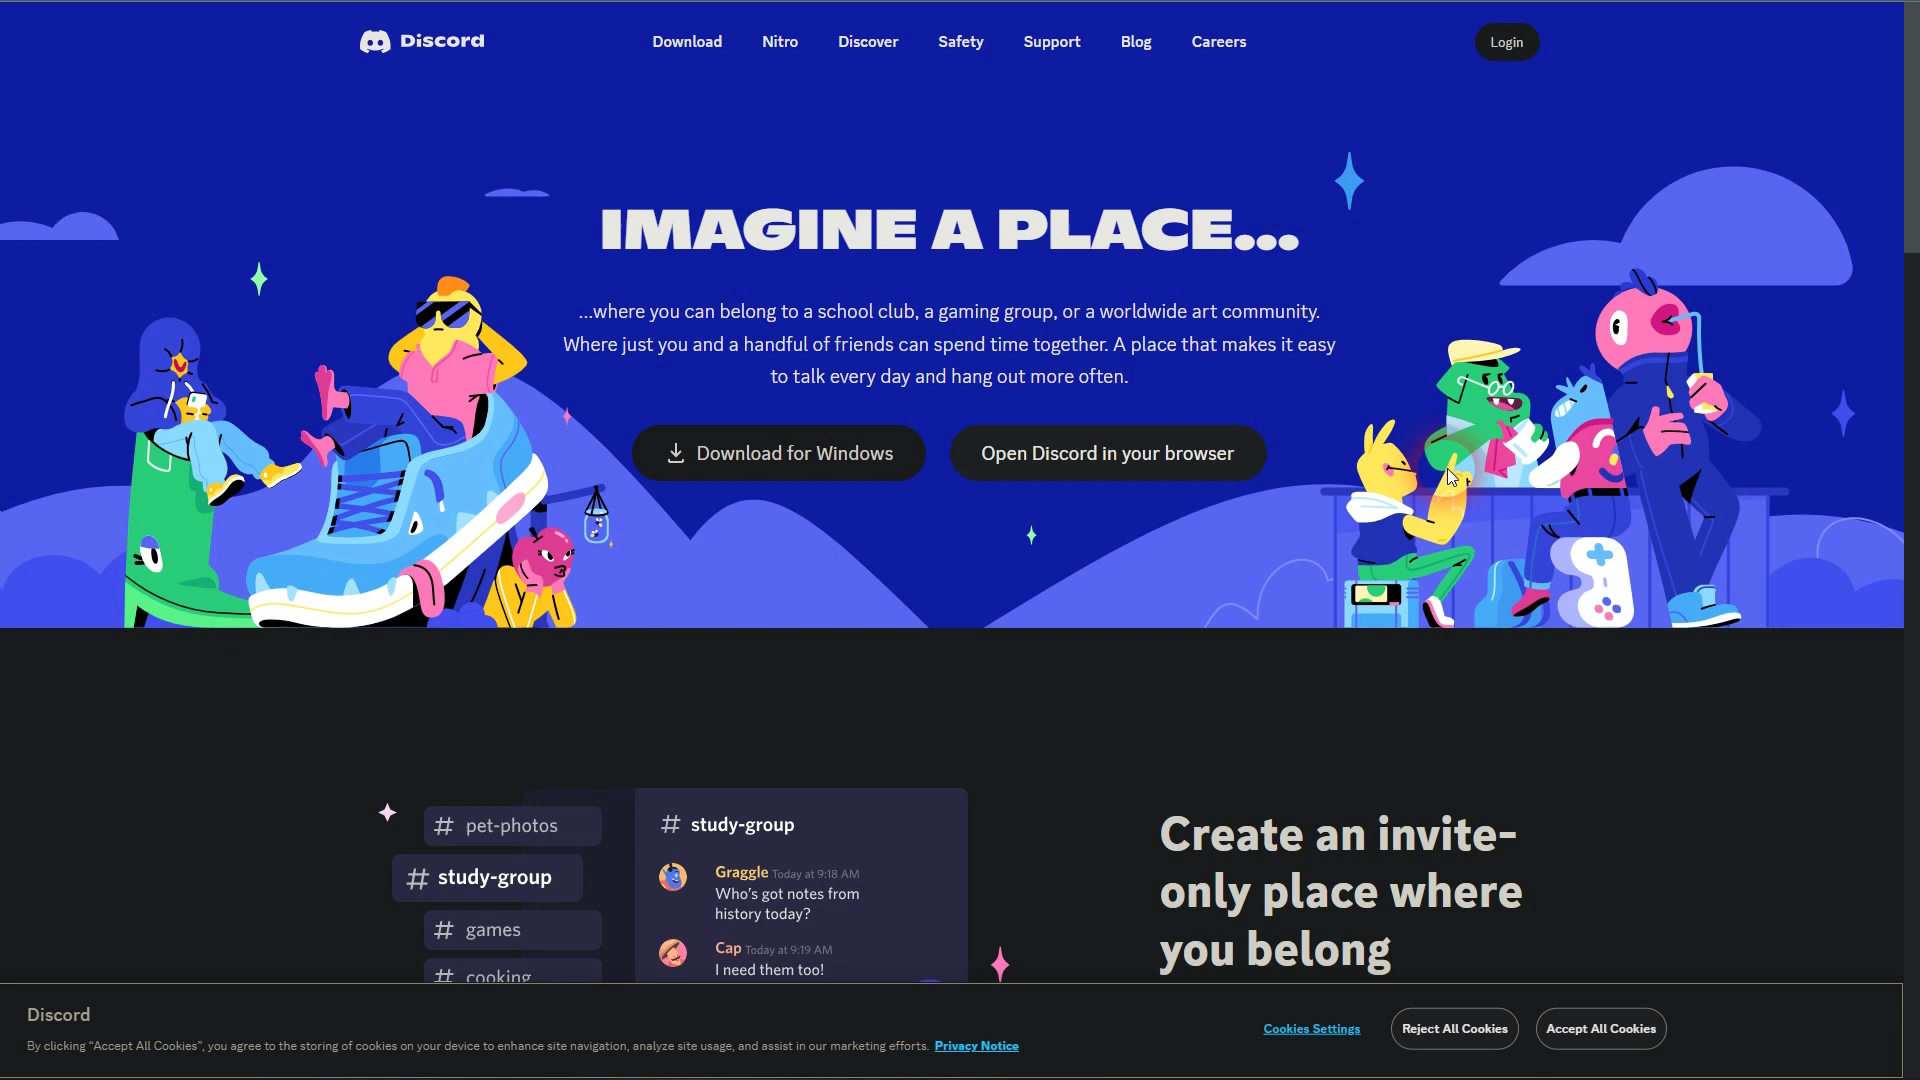 Discord
Download
Nitro
Discover
Safety
Support
Blog
Careers
Login
IMAGINE A PLACE...
...where you can belong to a school club, a gaming group, or a worldwide art community.
Where just you and a handful of friends can spend time together. A place that makes it easy
to talk every day and hang out more often.
Download for Windows
Open Discord in your browser
# pet-photos
# study-group
# games
# cooking
# study-group
Graggle Today at 9:18 AM
Who's got notes from
history today?
Cap Today at 9:19 AM
I need them too!
Create an invite-
only place where
you belong
Discord
By clicking “Accept All Cookies”, you agree to the storing of cookies on your device to enhance site navigation, analyze site usage, and assist in our marketing efforts. Privacy Notice
Cookies Settings
Reject All Cookies
Accept All Cookies